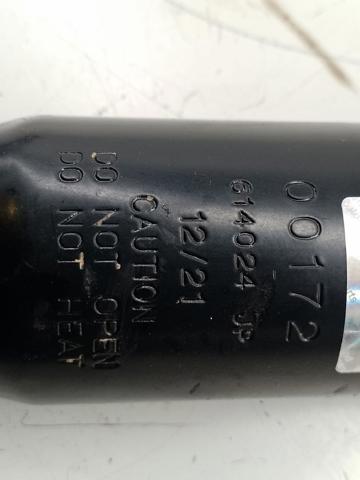 00172
614024 JP
12/21
CAUTION
DO NOT OPEN
DO NOT HEAT